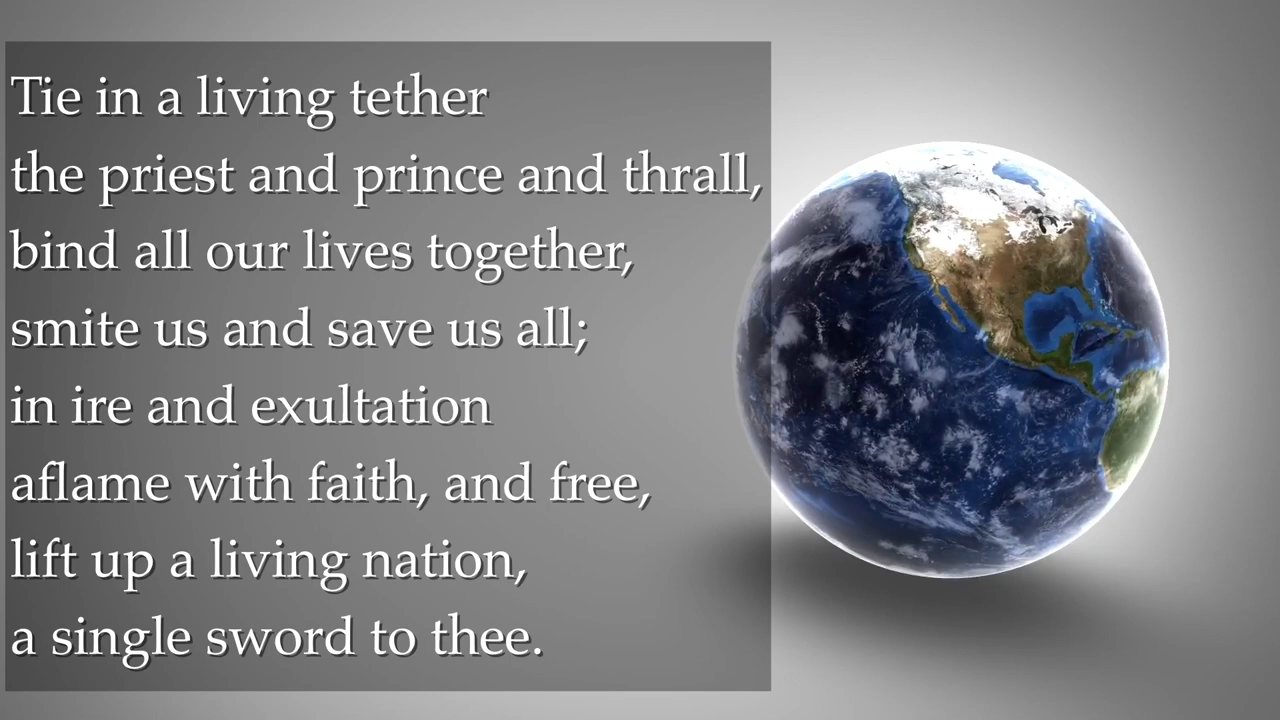 Tie in a living tether
the priest and prince and thrall,
bind all our lives together,
smite us and save us all;
in ire and exultation
aflame with faith, and free,
lift up a living nation,
a single sword to thee.